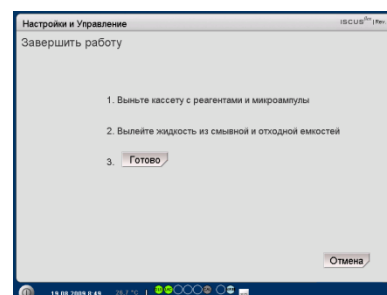 Настройки и Управление
ISCUS
Завершить работу
1. Выньте кассету с реагентами и микроампулы
2. Вылейте жидкость из смывной и отходной емкостей
3. Готово
Отмена
19.08.2009 8:49